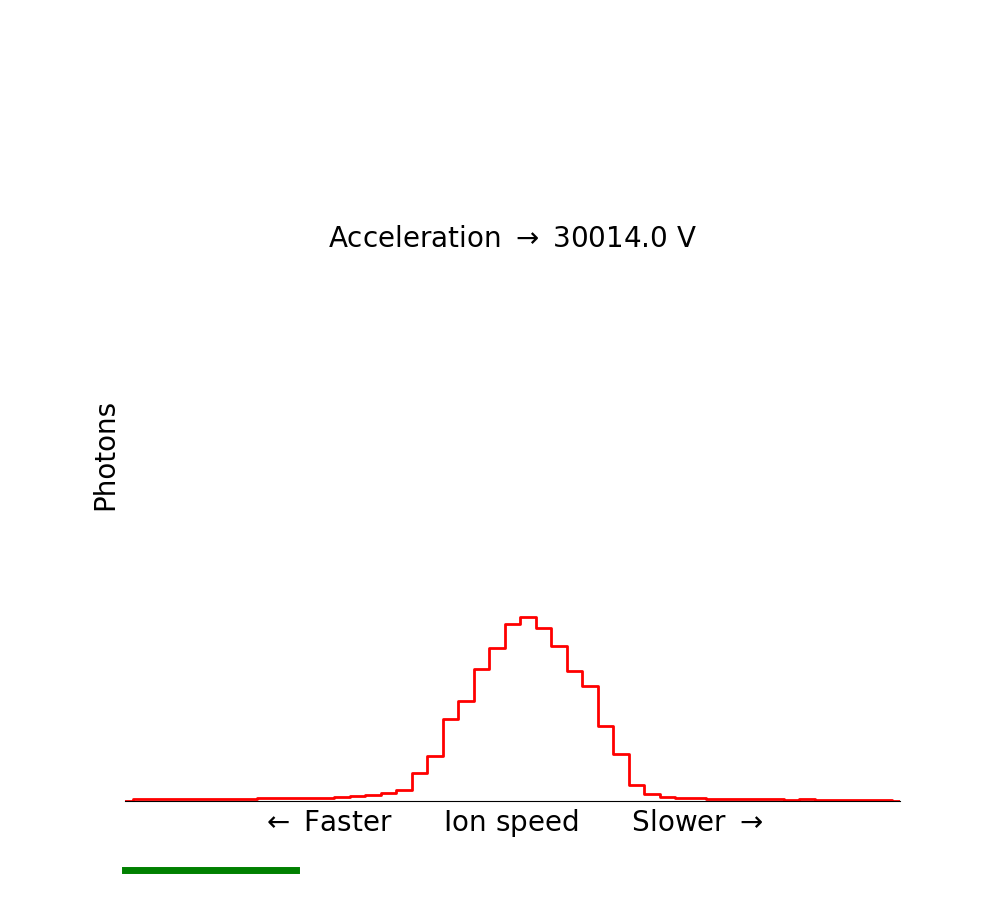 Acceleration → 30014.0 V
Photons
← Faster Ion speed Slower →